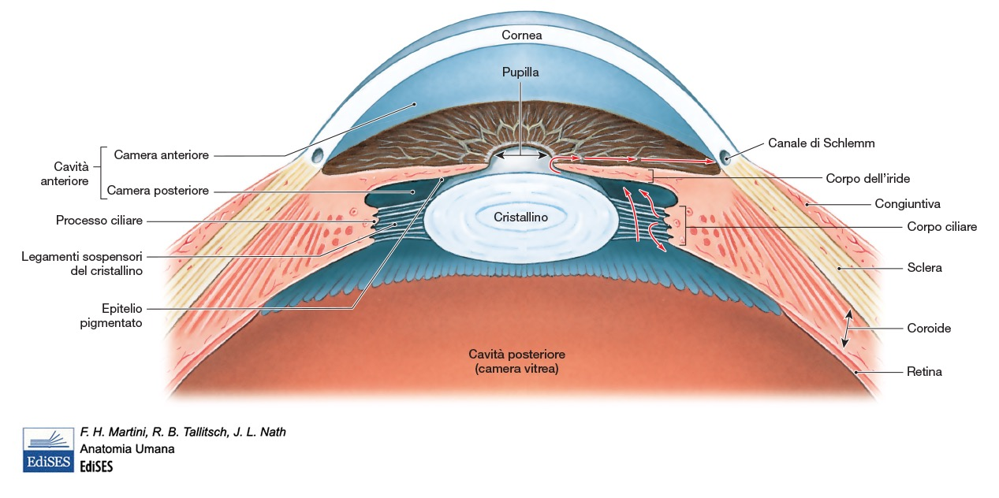 Cornea
Pupilla
Camera anteriore
Cavità
anteriore
Camera posteriore
Processo ciliare
Legamenti sospensori
del cristallino
Epitelio
pigmentato
Cristallino
Canale di Schlemm
Corpo dell'iride
Congiuntiva
Corpo ciliare
Sclera
Coroide
Retina
Cavità posteriore
(camera vitrea)
F. H. Martini, R. B. Tallitsch, J. L. Nath
Anatomia Umana
EdiSES
EdiSES